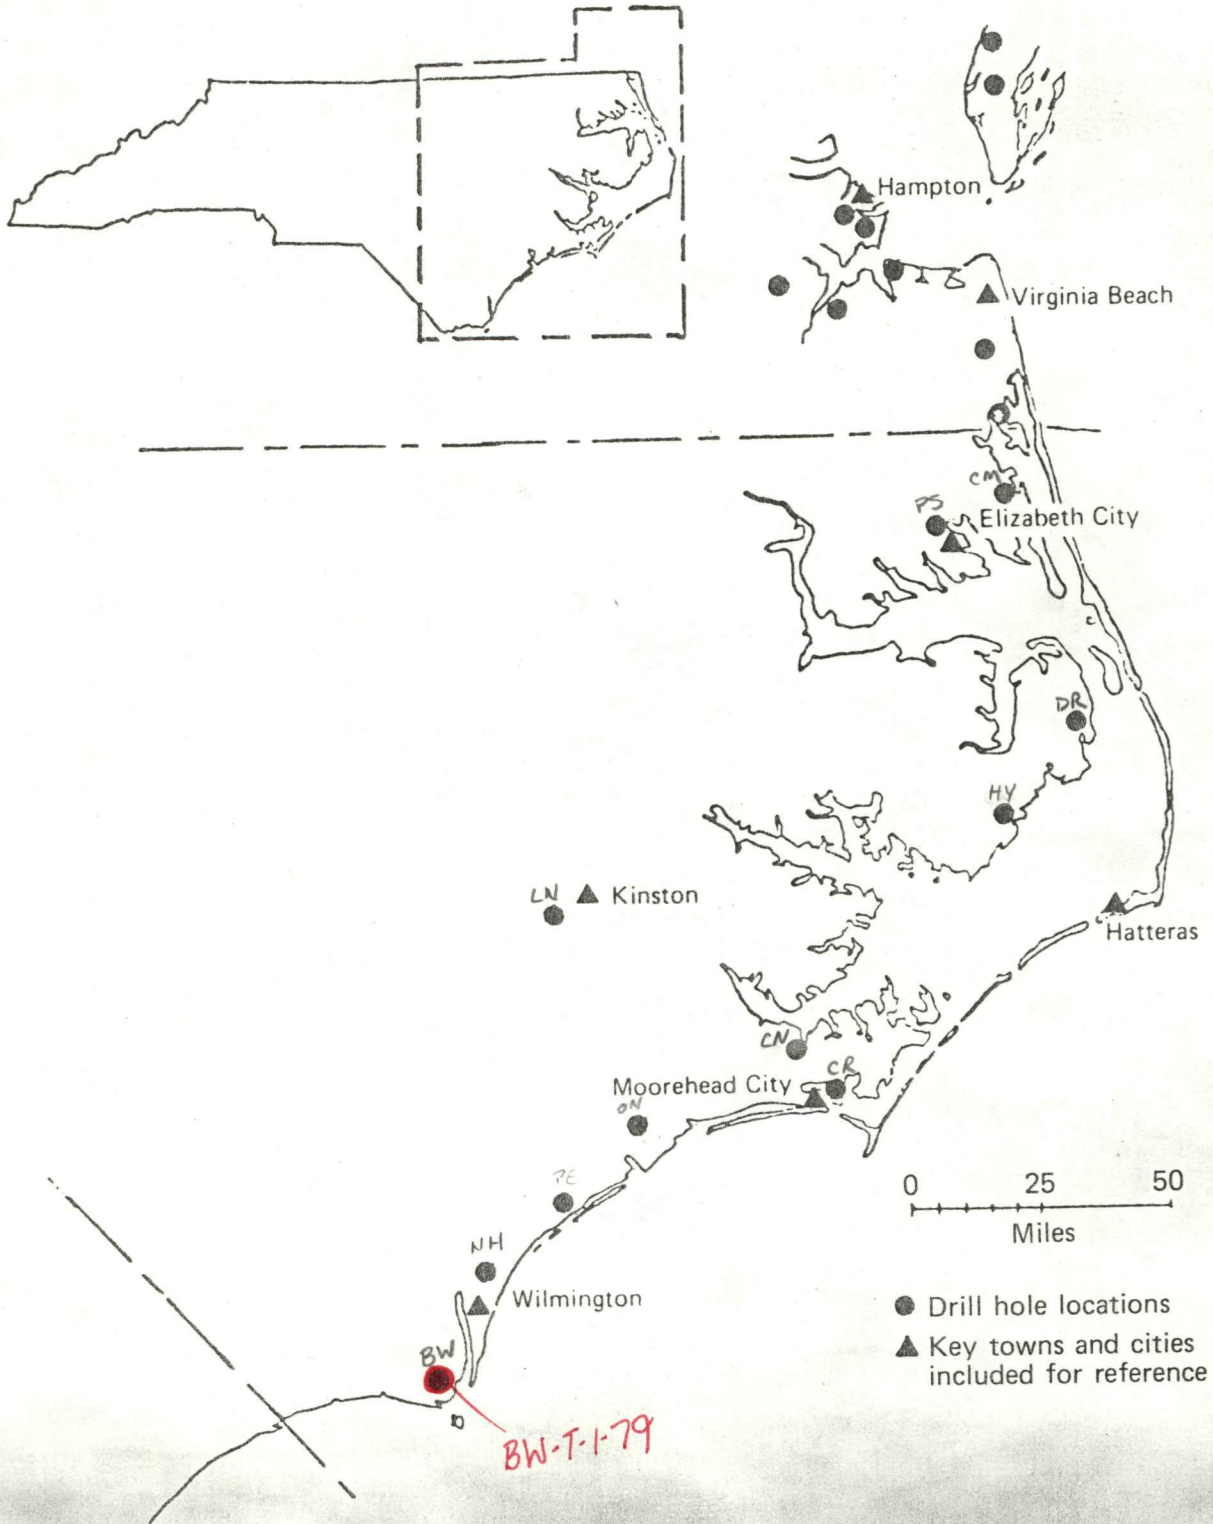 Hampton
Virginia Beach
CM
PS
Elizabeth City
DR
HY
LN
Kinston
Hatteras
CN
CR
Moorehead City
ON
PE
0 25 50
Miles
NH
Wilmington
Drill hole locations
Key towns and cities
included for reference
BW
BW-T-1-79